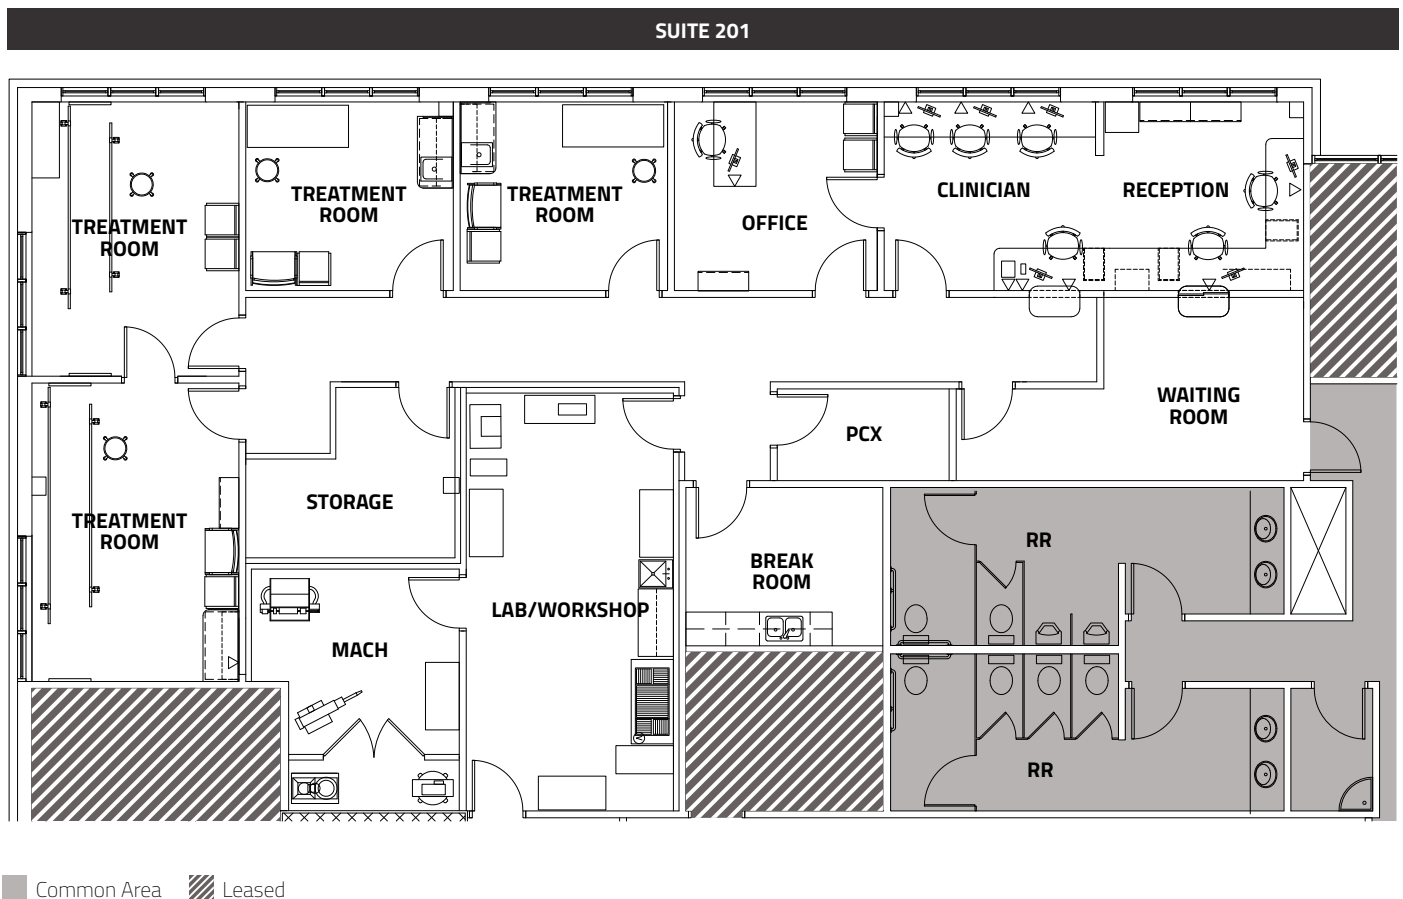 SUITE 201
TREATMENT
ROOM
TREATMENT
ROOM
TREATMENT
ROOM
OFFICE
CLINICIAN
RECEPTION
WAITING
ROOM
PCX
TREATMENT
ROOM
STORAGE
BREAK
ROOM
RR
LAB/WORKSHOP
MACH
RR
Common Area
Leased